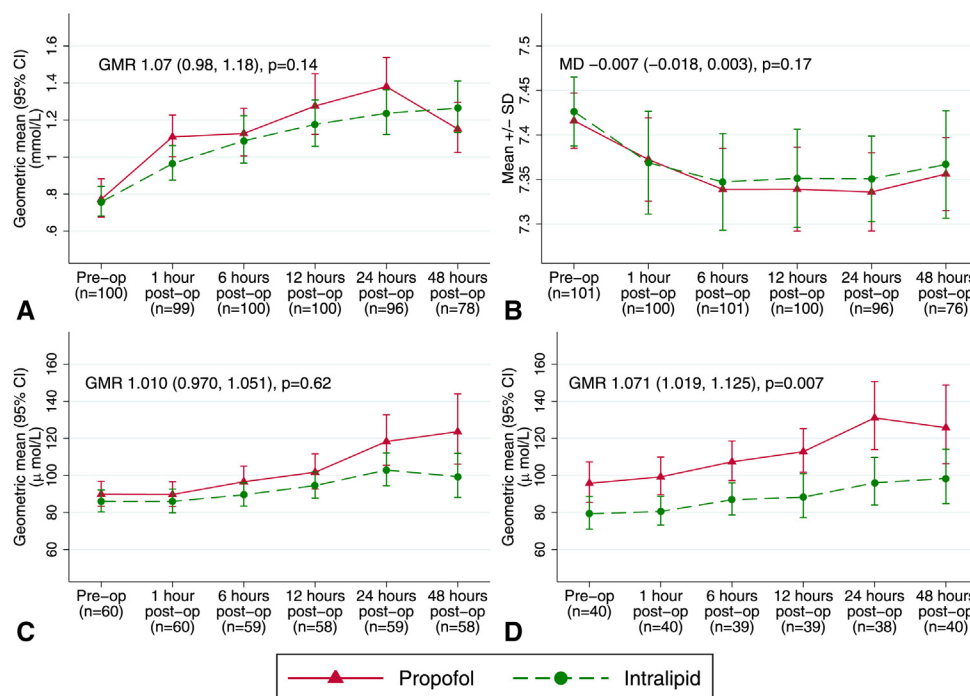 Geometric mean (95% CI)
(mmol/L)
1.6
1.4
1.2
1
.8
.6
GMR 1.07 (0.98, 1.18), p=0.14
Pre−op 1 hour 6 hours 12 hours 24 hours 48 hours
(n=100) post−op post−op post−op post−op post−op
(n=99) (n=100) (n=100) (n=96) (n=78)
A
Mean +/− SD
7.5
7.45
7.4
7.35
7.3
MD −0.007 (−0.018, 0.003), p=0.17
Pre−op 1 hour 6 hours 12 hours 24 hours 48 hours
(n=101) post−op post−op post−op post−op post−op
(n=100) (n=101) (n=100) (n=96) (n=76)
B
Geometric mean (95% CI)
(μ mol/L)
160
140
120
100
80
60
GMR 1.010 (0.970, 1.051), p=0.62
Pre−op 1 hour 6 hours 12 hours 24 hours 48 hours
(n=60) post−op post−op post−op post−op post−op
(n=60) (n=59) (n=58) (n=59) (n=58)
C
Geometric mean (95% CI)
(μ mol/L)
160
140
120
100
80
60
GMR 1.071 (1.019, 1.125), p=0.007
Pre−op 1 hour 6 hours 12 hours 24 hours 48 hours
(n=40) post−op post−op post−op post−op post−op
(n=40) (n=39) (n=39) (n=38) (n=40)
D
Propofol Intralipid